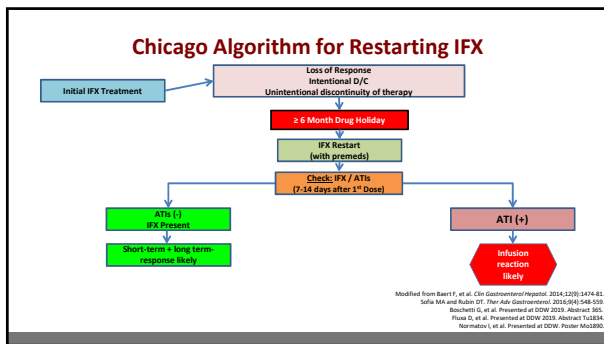 Chicago Algorithm for Restarting IFX
Loss of Response
Intentional D/C
Unintentional discontinuity of therapy
Initial IFX Treatment
≥ 6 Month Drug Holiday
IFX Restart
(with premeds)
Check: IFX / ATIs
(7-14 days after 1st Dose)
ATIs (-)
IFX Present
ATI (+)
Short-term + long term-
response likely
Infusion
reaction
likely
Modified from Baert F, et al. Clin Gastroenterol Hepatol. 2014;12(9):1474-81.
Sofia MA and Rubin DT. Ther Adv Gastroenterol. 2016;9(4):548-559.
Boschetti G, et al. Presented at DDW 2019. Abstract 365.
Fluxa D, et al. Presented at DDW 2019. Abstract Tu1834.
Normatov I, et al. Presented at DDW. Poster Mo1890.